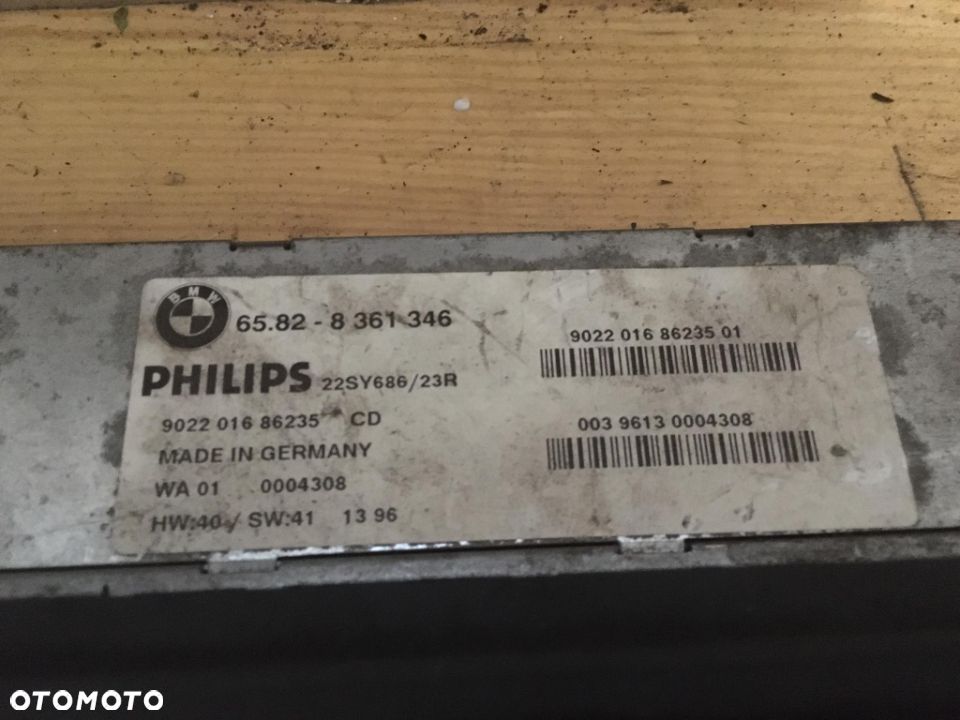 BMW
65.82 - 8 361 346
PHILIPS 22SY686/23R
9022 016 86235 CD
MADE IN GERMANY
WA 01 0004308
HW:40 / SW:41 13 96
9022 016 86235 01
003 9613 0004308
OTOMOTO